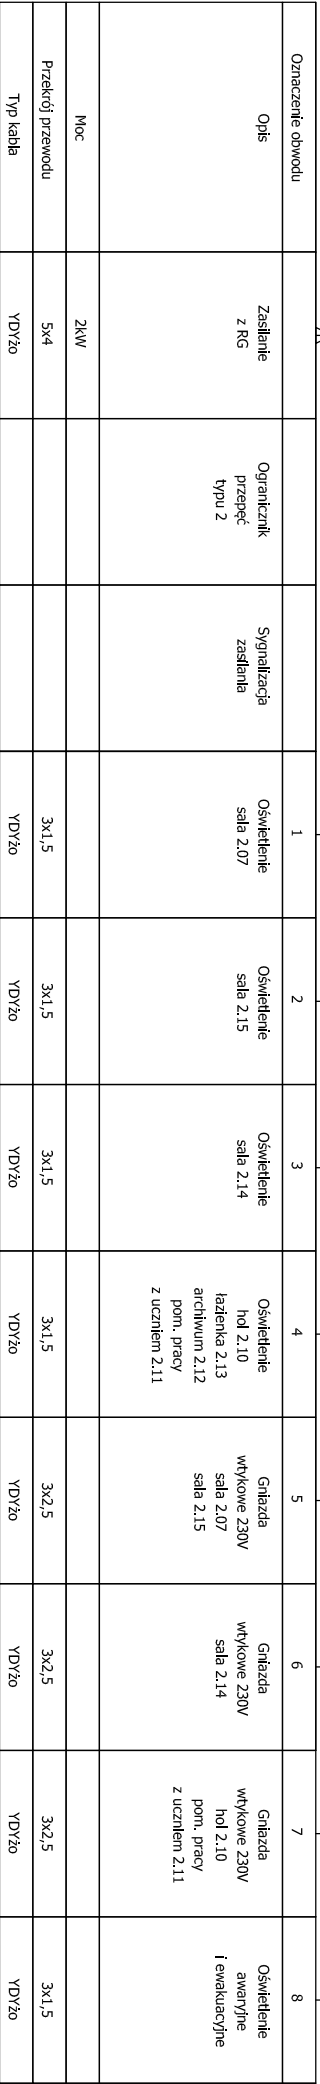 Oznaczenie obwodu
1
2
3
4
5
6
7
8
Opis
Zasilanie
z RG
Ogranicznik
przepęć
typu 2
Sygnalizacja
zasilania
Oświetlenie
sala 2.07
Oświetlenie
sala 2.15
Oświetlenie
sala 2.14
Oświetlenie
hol 2.10
łazienka 2.13
archiwum 2.12
pom. pracy
z uczniem 2.11
Gniazda
wtykowe 230V
sala 2.07
sala 2.15
Gniazda
wtykowe 230V
sala 2.14
Gniazda
wtykowe 230V
hol 2.10
pom. pracy
z uczniem 2.11
Oświetlenie
awaryjne
i ewakuacyjne
Moc
2kW
Przekrój przewodu
5x4
3x1,5
3x1,5
3x1,5
3x1,5
3x2,5
3x2,5
3x2,5
3x1,5
Typ kabla
YDYżo
YDYżo
YDYżo
YDYżo
YDYżo
YDYżo
YDYżo
YDYżo
YDYżo